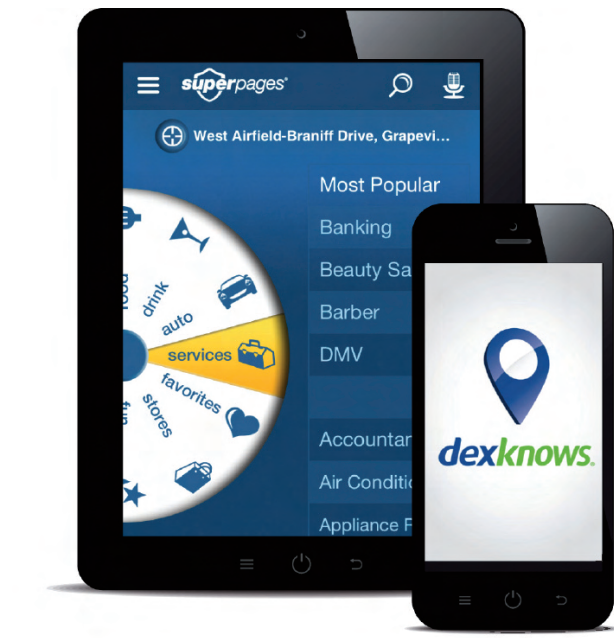 superpages®
West Airfield-Braniff Drive, Grapevi...
Most Popular
Banking
Beauty Sa
Barber
DMV
Accountan
Air Conditi
Appliance
drink
auto
services
favorites
stores
dexknows.